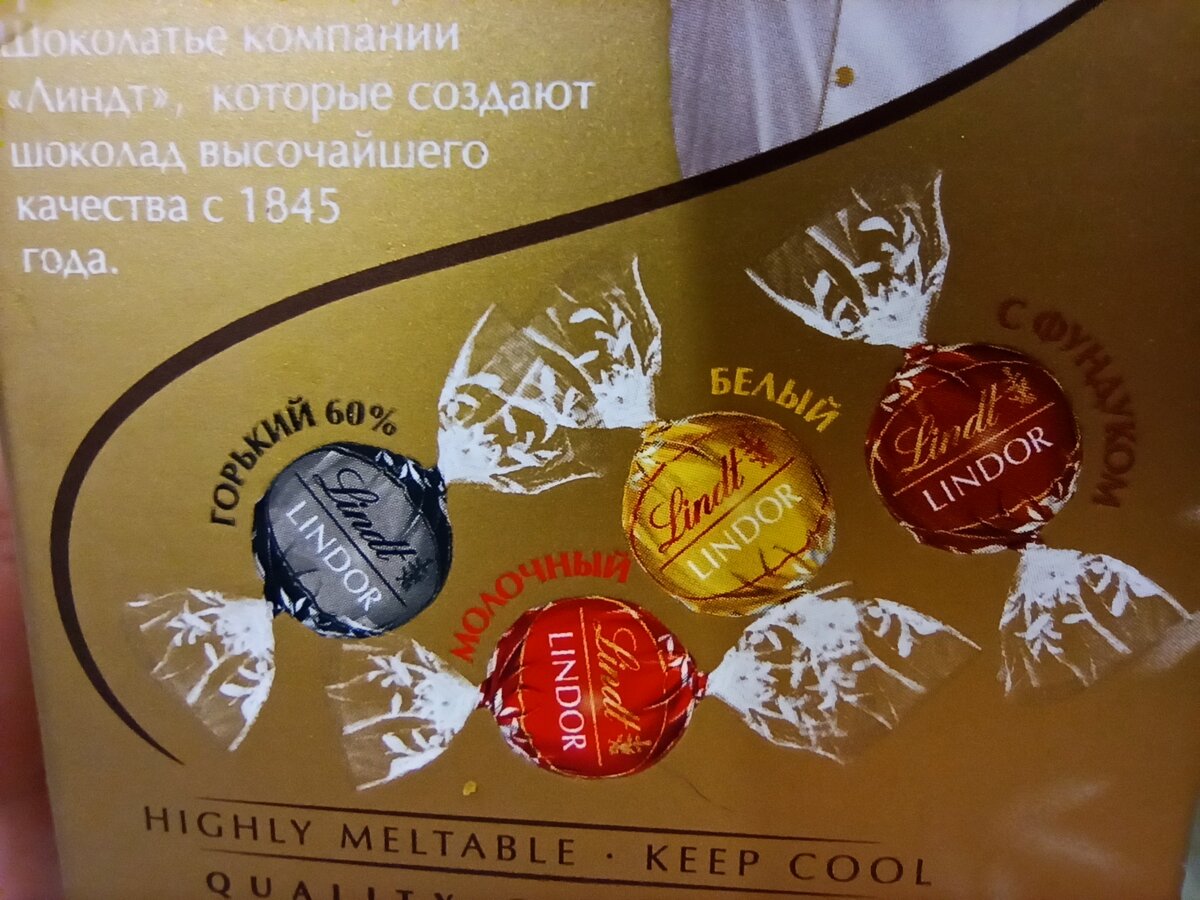 Шоколатье компании
«Линдт», которые создают
шоколад высочайшего
качества с 1845
года.
ГОРЬКИЙ 60%
Lindt
LINDOR
БЕЛЫЙ
Lindt
LINDOR
С ФУНДУКОМ
Lindt
LINDOR
МОЛОЧНЫЙ
Lindt
LINDOR
HIGHLY MELTABLE · KEEP COOL
QUALITY